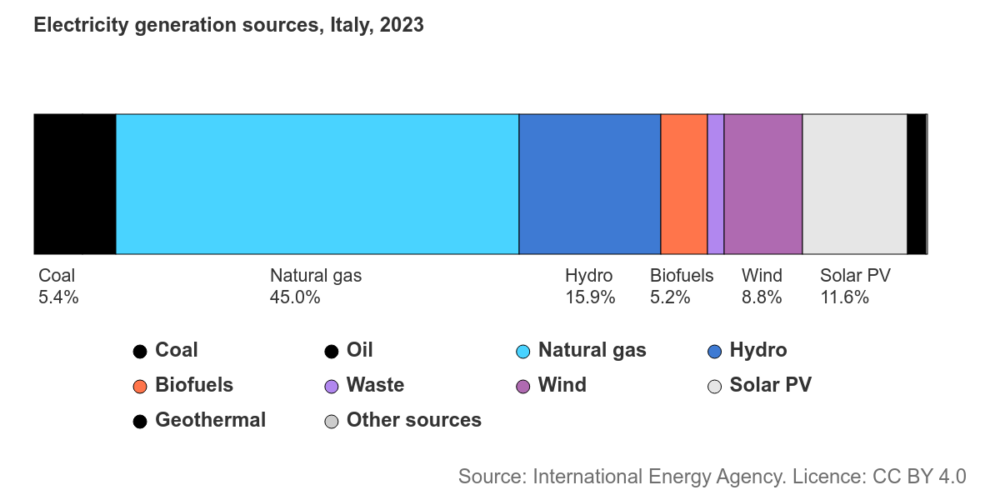 Electricity generation sources, Italy, 2023
Coal Natural gas Hydro Biofuels Wind Solar PV
5.4% 45.0% 15.9% 5.2% 8.8% 11.6%
Coal Oil Natural gas Hydro
Biofuels Waste Wind Solar PV
Geothermal Other sources
Source: International Energy Agency. Licence: CC BY 4.0